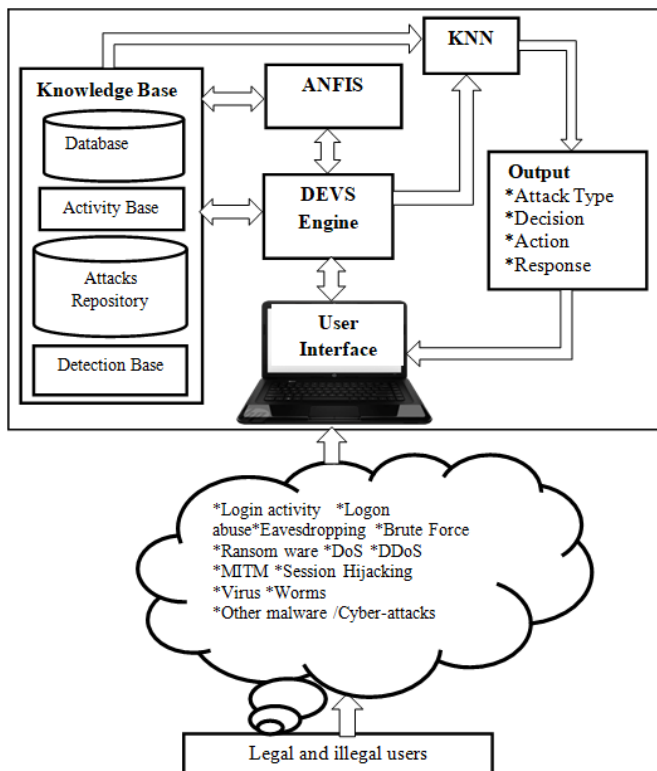 KNN
Knowledge Base
Database
Activity Base
Attacks
Repository
Detection Base
ANFIS
DEVS
Engine
User
Interface
Output
*Attack Type
*Decision
*Action
*Response
*Login activity *Logon
abuse*Eavesdropping *Brute Force
*Ransom ware *DoS *DDoS
*MITM *Session Hijacking
*Virus *Worms
*Other malware /Cyber-attacks
Legal and illegal users